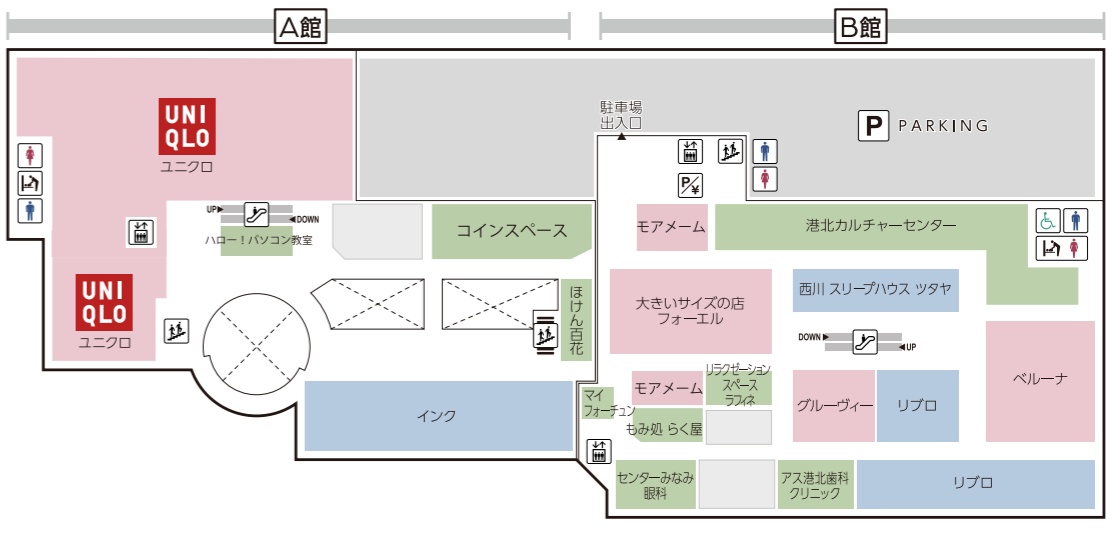 A館
B館
UNI
QLO
ユニクロ
駐車場
出入口
P PARKING
P/¥
UP
DOWN
ハロー！パソコン教室
コインスペース
モアメーム
港北カルチャーセンター
UNI
QLO
ユニクロ
ほけん百花
大きいサイズの店
フォーエル
西川 スリープハウス ツタヤ
DOWN
UP
インク
マイ
フォーチュン
モアメーム
リラクゼーション
スペース
ラフィネ
もみ処 らく屋
グルーヴィー
リブロ
ベルーナ
センターみなみ
眼科
アス港北歯科
クリニック
リブロ